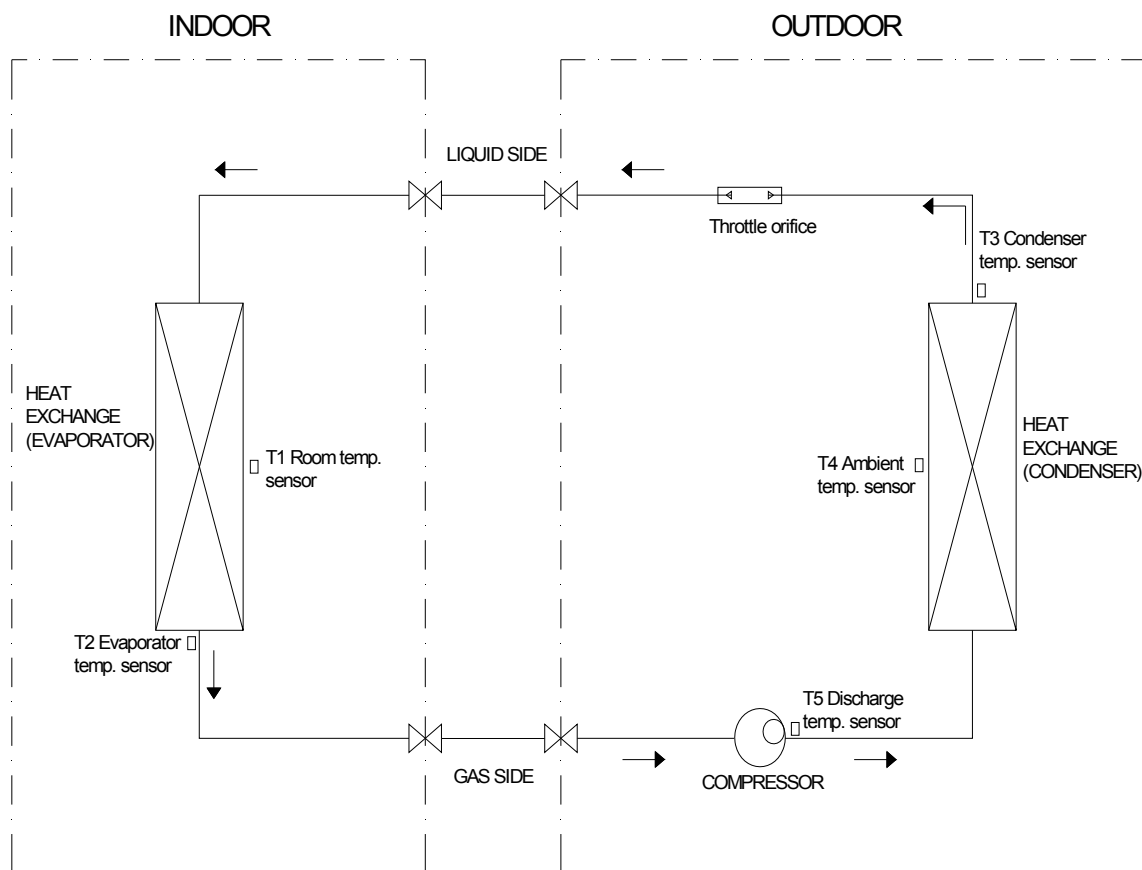 INDOOR
OUTDOOR
LIQUID SIDE
Throttle orifice
T3 Condenser
temp. sensor
HEAT
EXCHANGE
(EVAPORATOR)
T1 Room temp.
sensor
T4 Ambient
temp. sensor
HEAT
EXCHANGE
(CONDENSER)
T2 Evaporator
temp. sensor
T5 Discharge
temp. sensor
GAS SIDE
COMPRESSOR